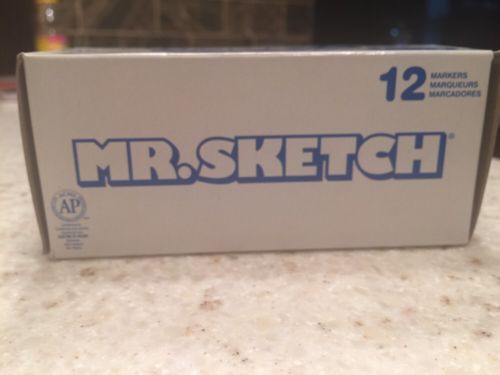 12 MARKERS
MARQUEURS
MARCADORES
MR.SKETCH®
AP